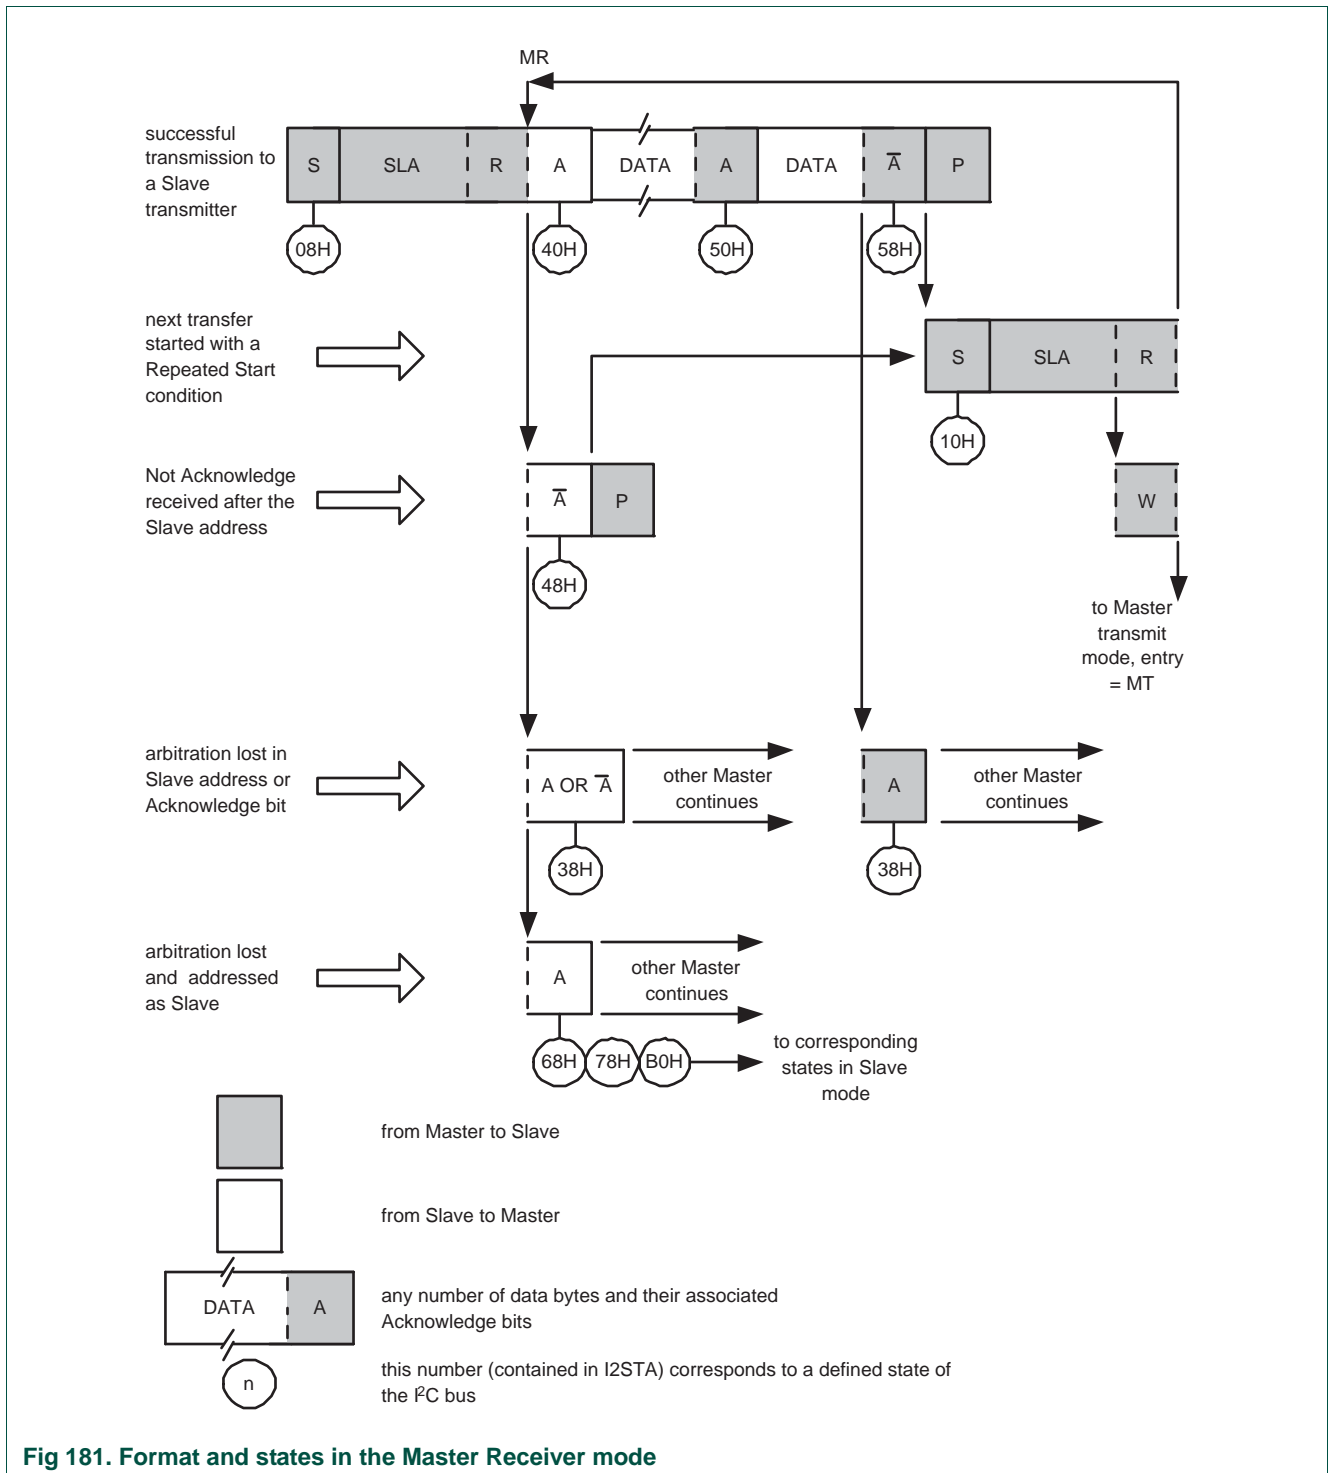 MR
successful
transmission to
a Slave
transmitter
S SLA R A DATA A DATA A̅ P
08H 40H 50H 58H
next transfer
started with a
Repeated Start
condition
S SLA R
10H
Not Acknowledge
received after the
Slave address
A̅ P
W
48H
to Master
transmit
mode, entry
= MT
arbitration lost in
Slave address or
Acknowledge bit
A OR A̅
other Master
continues
A
other Master
continues
38H 38H
arbitration lost
and addressed
as Slave
A
other Master
continues
68H 78H B0H
to corresponding
states in Slave
mode
from Master to Slave
from Slave to Master
DATA A
any number of data bytes and their associated
Acknowledge bits
n
this number (contained in I2STA) corresponds to a defined state of
the I²C bus
Fig 181. Format and states in the Master Receiver mode